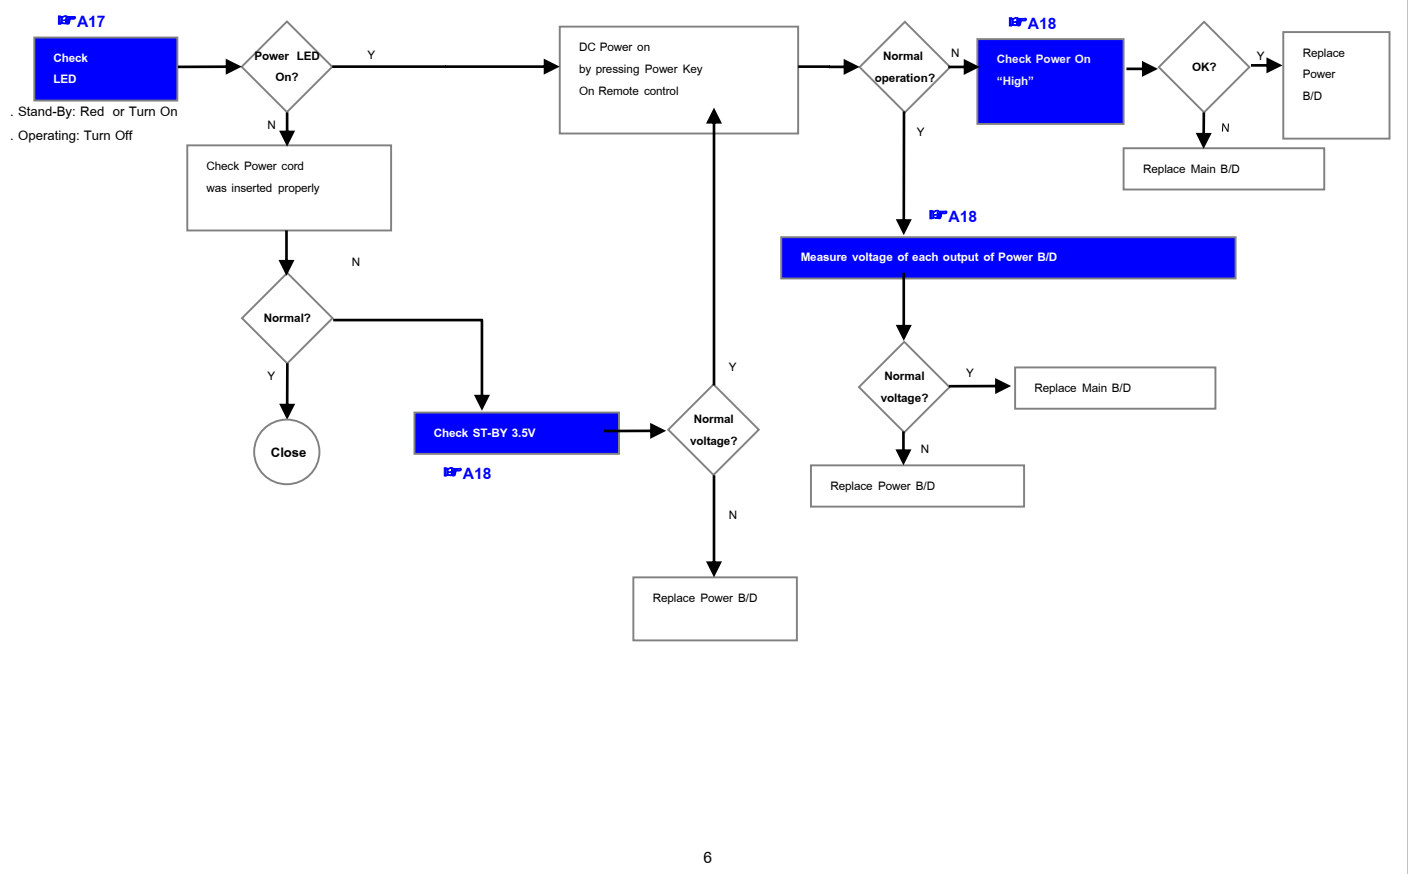 ☛A17
Check
LED
. Stand-By: Red or Turn On
. Operating: Turn Off
Power LED
On?
Y
N
Check Power cord
was inserted properly
N
Normal?
Y
Close
Check ST-BY 3.5V
☛A18
DC Power on
by pressing Power Key
On Remote control
Y
Normal
voltage?
N
Replace Power B/D
Normal
operation?
N
Y
☛A18
Check Power On
“High”
OK?
Y
Replace
Power
B/D
N
Replace Main B/D
☛A18
Measure voltage of each output of Power B/D
Normal
voltage?
Y
Replace Main B/D
N
Replace Power B/D
6